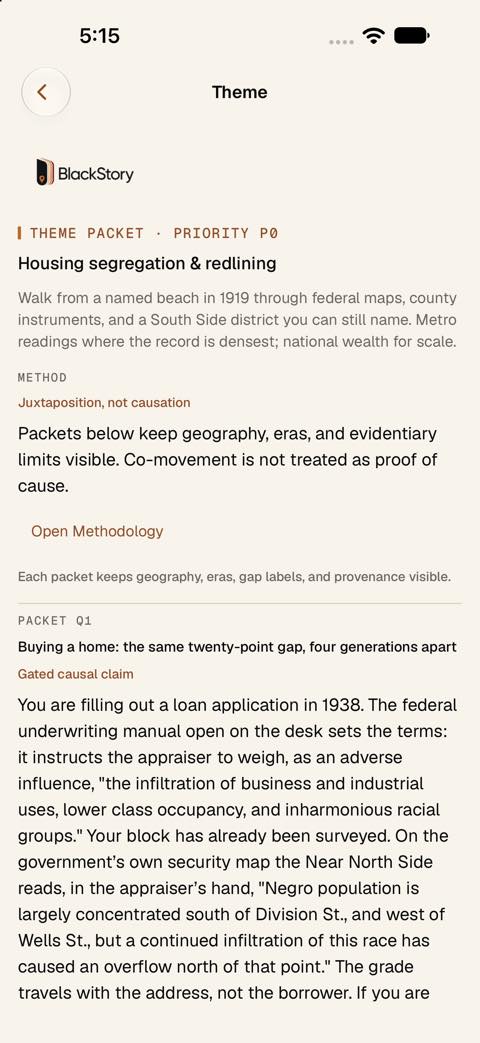 5:15
Theme
BlackStory
THEME PACKET · PRIORITY P0
Housing segregation & redlining
Walk from a named beach in 1919 through federal maps, county
instruments, and a South Side district you can still name. Metro
readings where the record is densest; national wealth for scale.
METHOD
Juxtaposition, not causation
Packets below keep geography, eras, and evidentiary
limits visible. Co-movement is not treated as proof of
cause.
Open Methodology
Each packet keeps geography, eras, gap labels, and provenance visible.
PACKET Q1
Buying a home: the same twenty-point gap, four generations apart
Gated causal claim
You are filling out a loan application in 1938. The federal
underwriting manual open on the desk sets the terms:
it instructs the appraiser to weigh, as an adverse
influence, "the infiltration of business and industrial
uses, lower class occupancy, and inharmonious racial
groups." Your block has already been surveyed. On the
government’s own security map the Near North Side
reads, in the appraiser’s hand, "Negro population is
largely concentrated south of Division St., and west of
Wells St., but a continued infiltration of this race has
caused an overflow north of that point." The grade
travels with the address, not the borrower. If you are